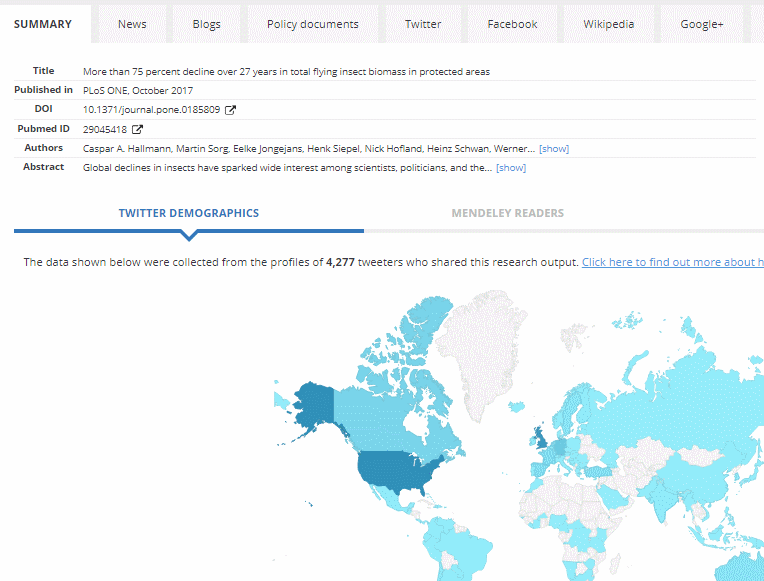 SUMMARY News Blogs Policy documents Twitter Facebook Wikipedia Google+
Title More than 75 percent decline over 27 years in total flying insect biomass in protected areas
Published in PLoS ONE, October 2017
DOI 10.1371/journal.pone.0185809
Pubmed ID 29045418
Authors Caspar A. Hallmann, Martin Sorg, Eelke Jongejans, Henk Siepel, Nick Hofland, Heinz Schwan, Werner... [show]
Abstract Global declines in insects have sparked wide interest among scientists, politicians, and the... [show]
TWITTER DEMOGRAPHICS MENDELEY READERS
The data shown below were collected from the profiles of 4,277 tweeters who shared this research output. Click here to find out more about h